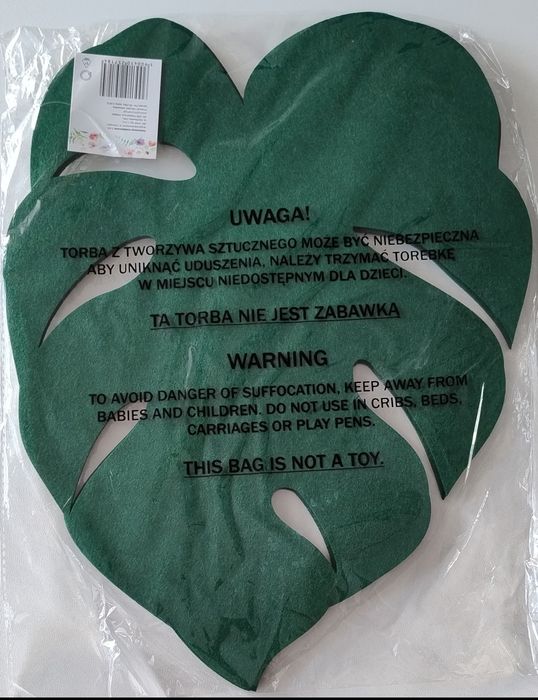 UWAGA!
TORBA Z TWORZYWA SZTUCZNEGO MOŻE BYĆ NIEBEZPIECZNA
ABY UNIKNĄĆ UDUSZENIA, NALEŻY TRZYMAĆ TOREBKĘ
W MIEJSCU NIEDOSTĘPNYM DLA DZIECI.
TA TORBA NIE JEST ZABAWKĄ
WARNING
TO AVOID DANGER OF SUFFOCATION, KEEP AWAY FROM
BABIES AND CHILDREN. DO NOT USE IN CRIBS, BEDS,
CARRIAGES OR PLAY PENS.
THIS BAG IS NOT A TOY.